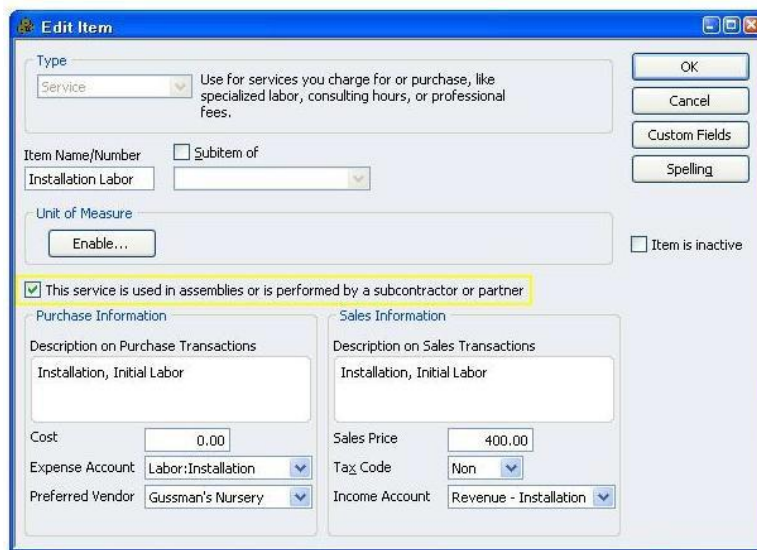 Edit Item
Type
Service
Use for services you charge for or purchase, like
specialized labor, consulting hours, or professional
fees.
OK
Cancel
Custom Fields
Spelling
Item Name/Number
Subitem of
Installation Labor
Unit of Measure
Enable...
Item is inactive
This service is used in assemblies or is performed by a subcontractor or partner
Purchase Information
Description on Purchase Transactions
Installation, Initial Labor
Cost
0.00
Expense Account
Labor:Installation
Preferred Vendor
Gussman's Nursery
Sales Information
Description on Sales Transactions
Installation, Initial Labor
Sales Price
400.00
Tax Code
Non
Income Account
Revenue - Installation